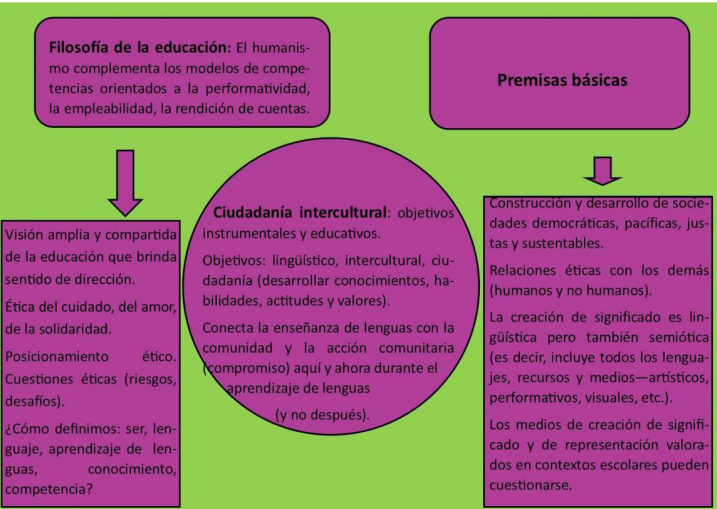 Filosofía de la educación: El humanis-
mo complementa los modelos de compe-
tencias orientados a la performatividad,
la empleabilidad, la rendición de cuentas.
Premisas básicas
Visión amplia y compartida
de la educación que brinda
sentido de dirección.
Ética del cuidado, del amor,
de la solidaridad.
Posicionamiento ético.
Cuestiones éticas (riesgos,
desafíos).
¿Cómo definimos: ser, len-
guaje, aprendizaje de len-
guas, conocimiento,
competencia?
Ciudadanía intercultural: objetivos
instrumentales y educativos.
Objetivos: lingüístico, intercultural, ciu-
dadanía (desarrollar conocimientos, ha-
bilidades, actitudes y valores).
Conecta la enseñanza de lenguas con la
comunidad y la acción comunitaria
(compromiso) aquí y ahora durante el
aprendizaje de lenguas
(y no después).
Construcción y desarrollo de socie-
dades democráticas, pacíficas, jus-
tas y sustentables.
Relaciones éticas con los demás
(humanos y no humanos).
La creación de significado es lin-
güística pero también semiótica
(es decir, incluye todos los lengua-
jes, recursos y medios—artísticos,
performativos, visuales, etc.).
Los medios de creación de signifi-
cado y de representación valora-
dos en contextos escolares pueden
cuestionarse.